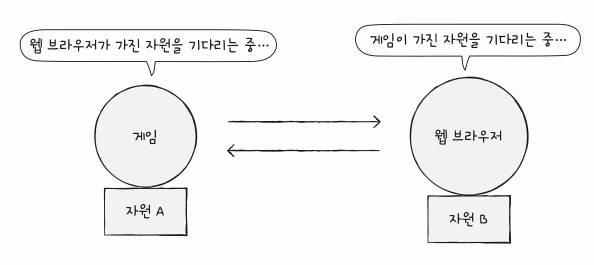 웹 브라우저가 가진 자원을 기다리는 중...
게임이 가진 자원을 기다리는 중...
게임
웹 브라우저
자원 A
자원 B